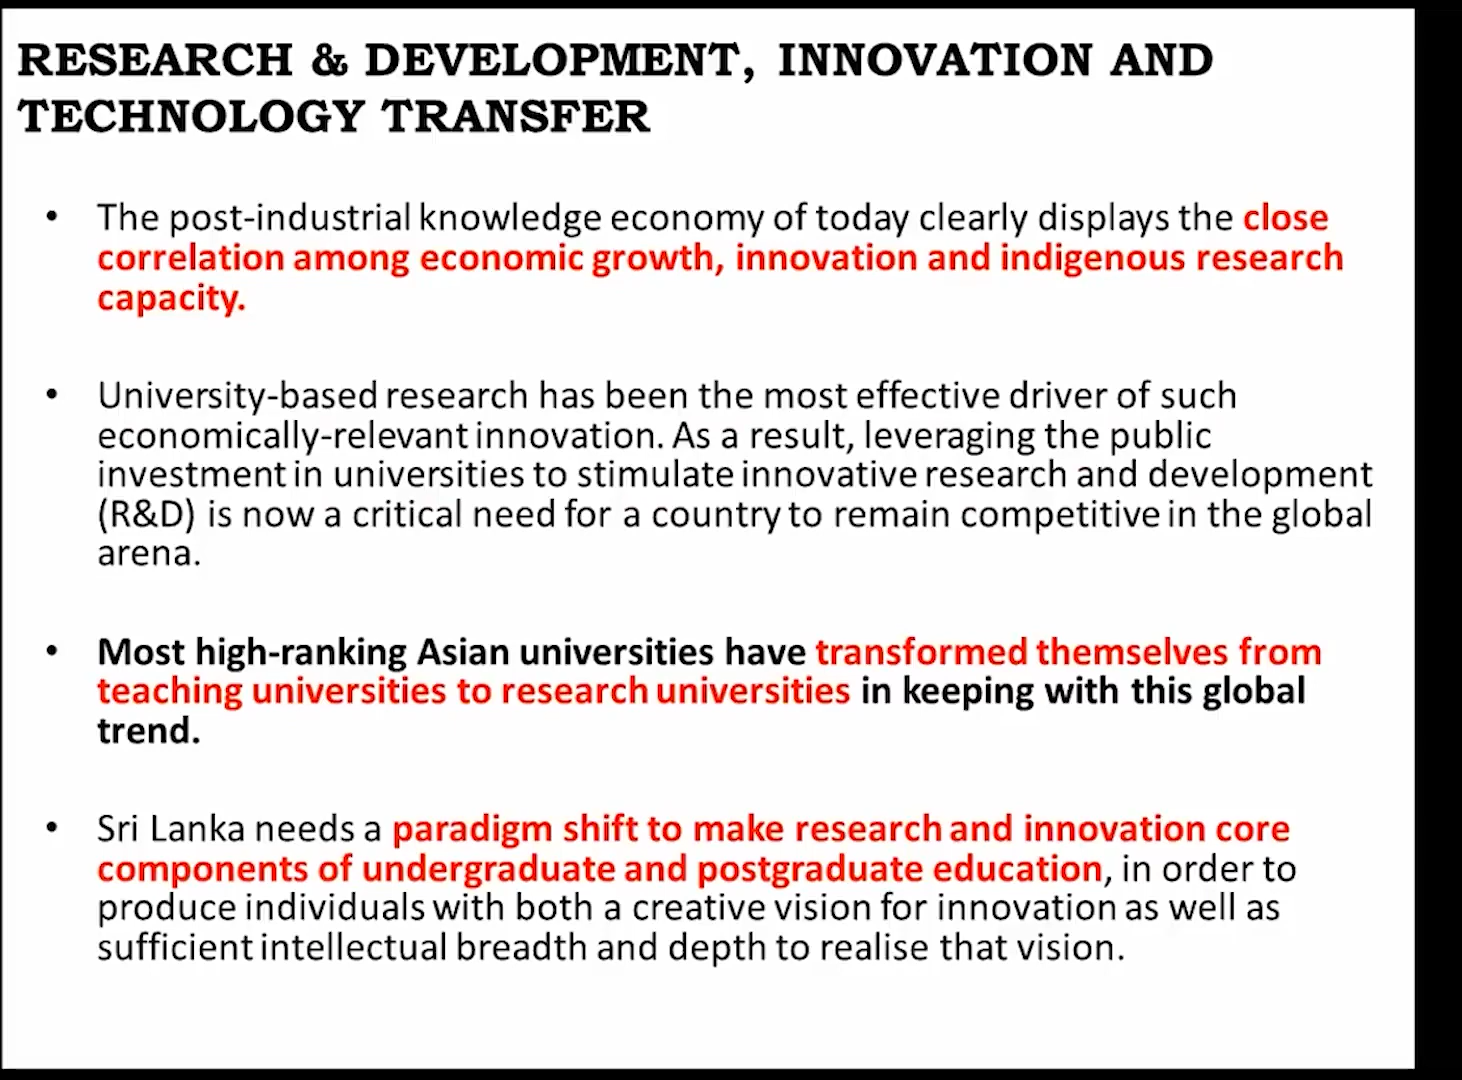 RESEARCH & DEVELOPMENT, INNOVATION AND
TECHNOLOGY TRANSFER
• The post-industrial knowledge economy of today clearly displays the close
correlation among economic growth, innovation and indigenous research
capacity.
• University-based research has been the most effective driver of such
economically-relevant innovation. As a result, leveraging the public
investment in universities to stimulate innovative research and development
(R&D) is now a critical need for a country to remain competitive in the global
arena.
• Most high-ranking Asian universities have transformed themselves from
teaching universities to research universities in keeping with this global
trend.
• Sri Lanka needs a paradigm shift to make research and innovation core
components of undergraduate and postgraduate education, in order to
produce individuals with both a creative vision for innovation as well as
sufficient intellectual breadth and depth to realise that vision.